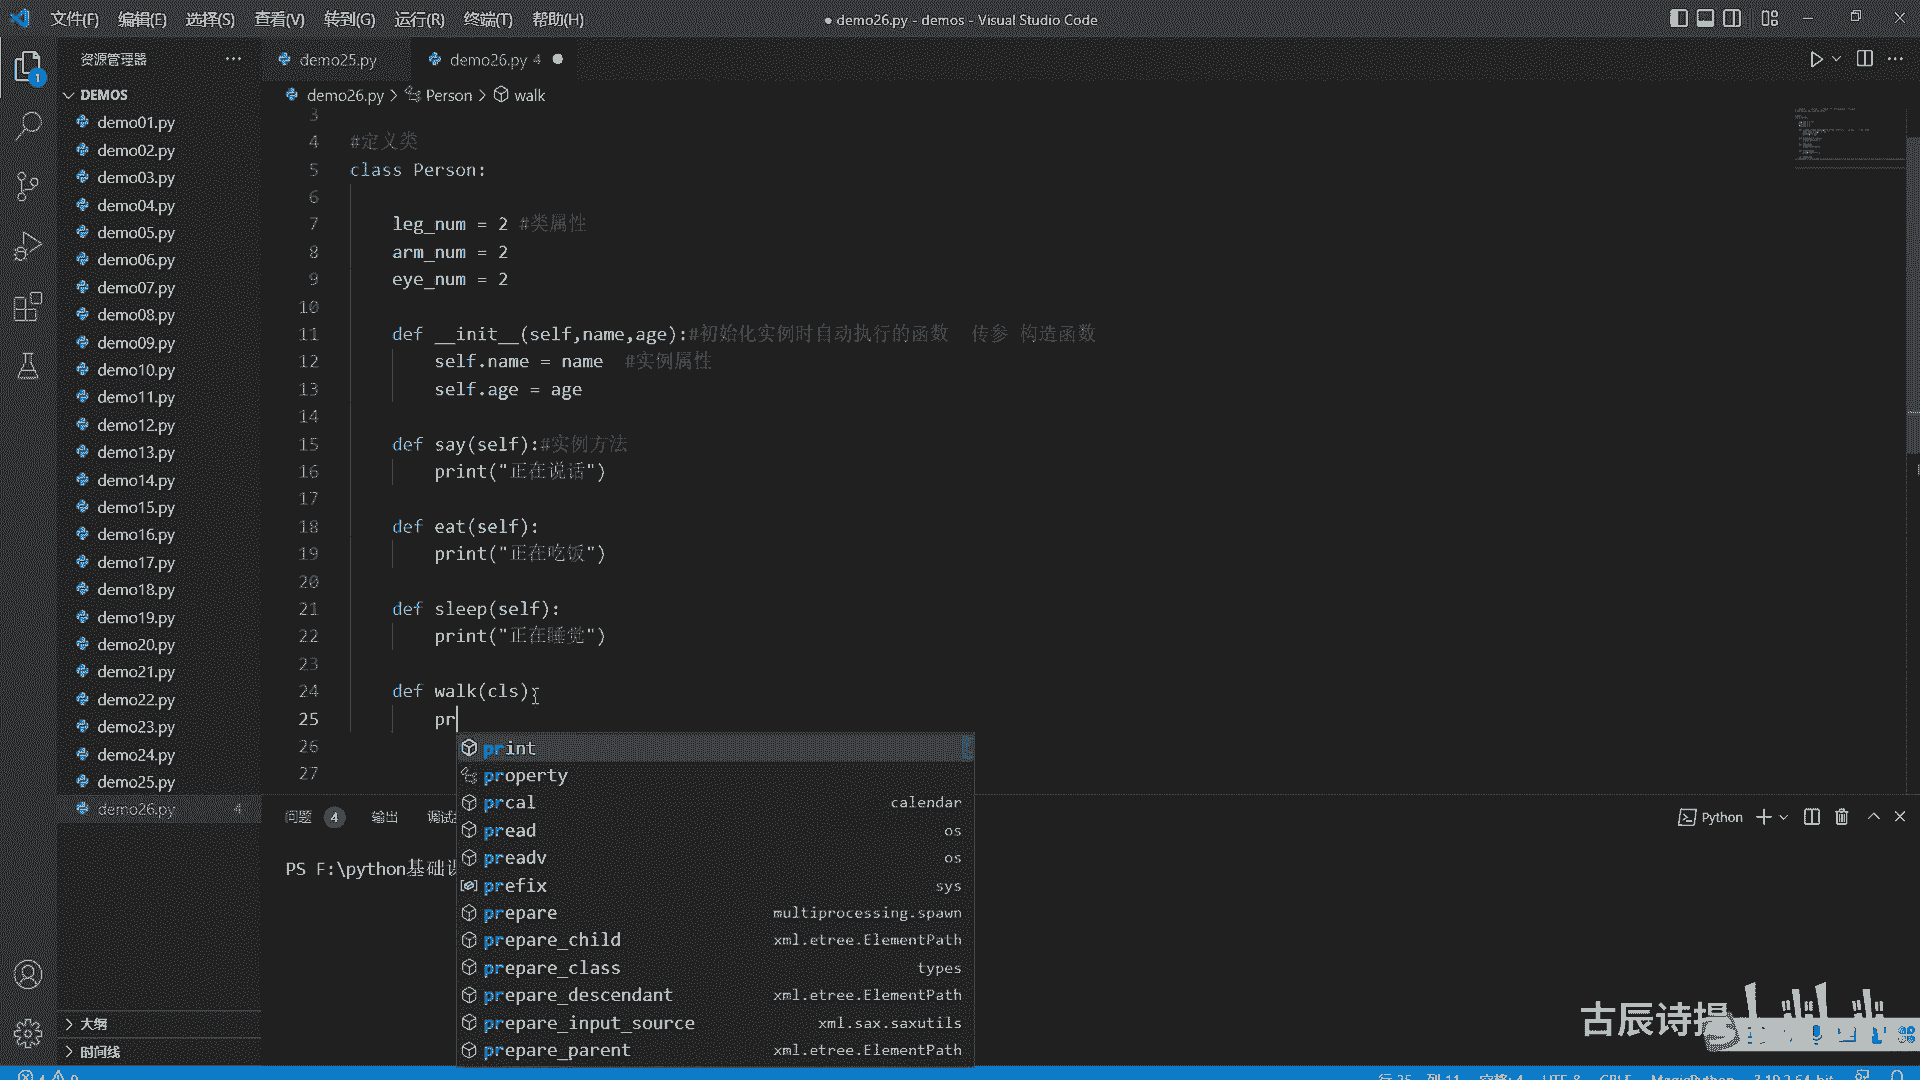 文件(F) 编辑(E) 选择(S) 查看(V) 转到(G) 运行(R) 终端(T) 帮助(H)
● demo26.py - demos - Visual Studio Code
资源管理器
1
DEMOS
demo01.py
demo02.py
demo03.py
demo04.py
demo05.py
demo06.py
demo07.py
demo08.py
demo09.py
demo10.py
demo11.py
demo12.py
demo13.py
demo14.py
demo15.py
demo16.py
demo17.py
demo18.py
demo19.py
demo20.py
demo21.py
demo22.py
demo23.py
demo24.py
demo25.py
demo26.py 4
大纲
时间线
demo25.py demo26.py 4 ●
demo26.py > Person > walk
3
4 #定义类
5 class Person:
6
7 leg_num = 2 #类属性
8 arm_num = 2
9 eye_num = 2
10
11 def __init__(self,name,age):#初始化实例时自动执行的函数 传参 构造函数
12 self.name = name #实例属性
13 self.age = age
14
15 def say(self):#实例方法
16 print("正在说话")
17
18 def eat(self):
19 print("正在吃饭")
20
21 def sleep(self):
22 print("正在睡觉")
23
24 def walk(cls):
25 pr
26
27
print
property
prcal calendar
pread os
preadv os
prefix sys
prepare multiprocessing.spawn
prepare_child xml.etree.ElementPath
prepare_class types
prepare_descendant xml.etree.ElementPath
prepare_input_source xml.sax.saxutils
prepare_parent xml.etree.ElementPath
问题 4 输出 调试
Python
PS F:\python基础
古辰诗